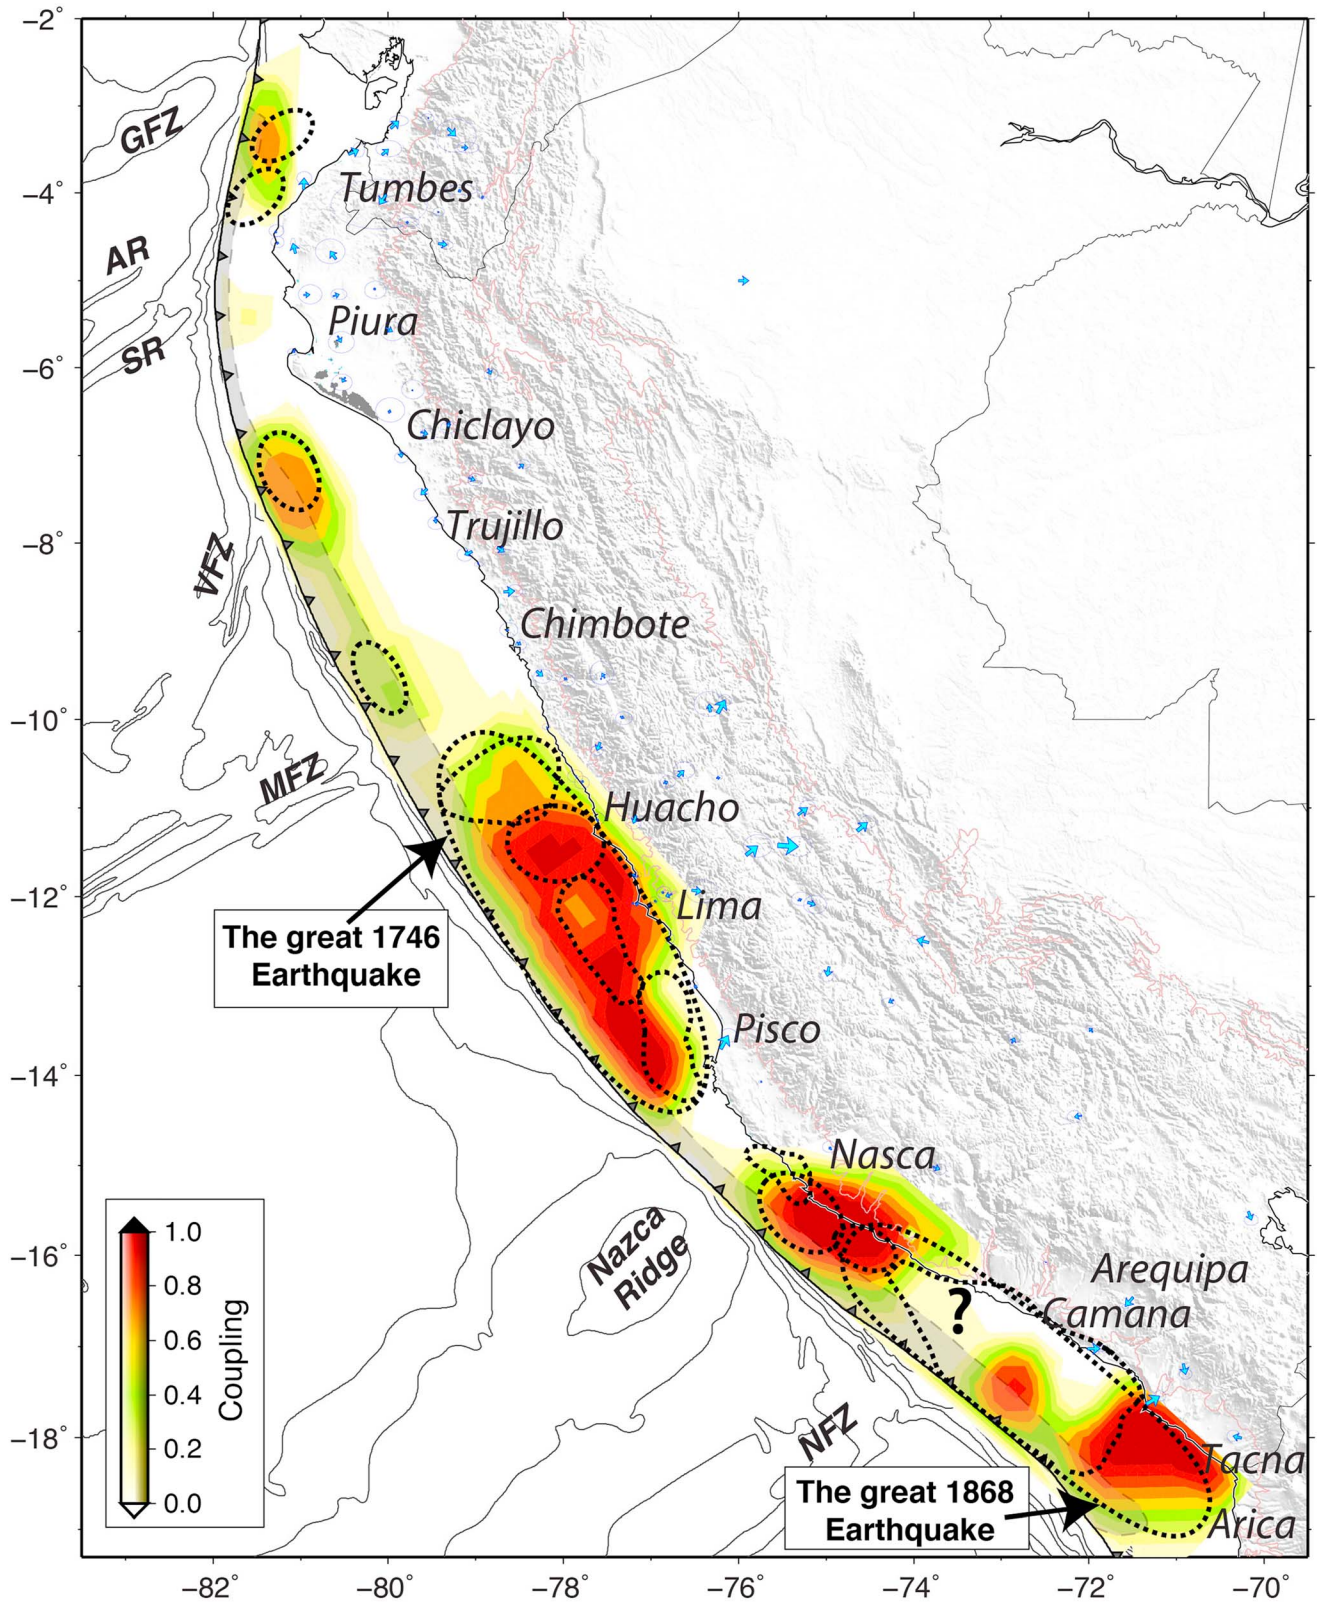 −2°
−4°
−6°
−8°
−10°
−12°
−14°
−16°
−18°
GFZ
AR
SR
VFZ
MFZ
Tumbes
Piura
Chiclayo
Trujillo
Chimbote
Huacho
Lima
Pisco
Nasca
Arequipa
Camana
Tacna
Arica
The great 1746
Earthquake
Nazca
Ridge
?
NFZ
The great 1868
Earthquake
1.0
0.8
0.6
0.4
0.2
0.0
Coupling
−82
−80
−78
−76
−74
−72
−70